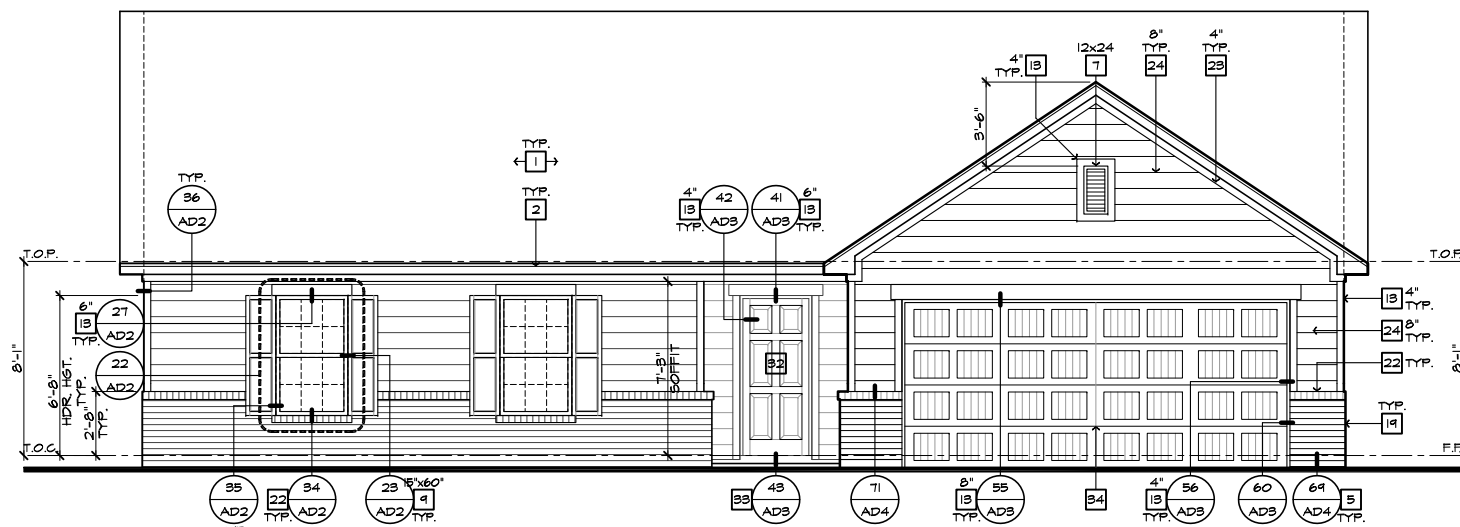 12x24
7
8"
TYP.
24
4"
TYP.
23
4"
TYP.
13
3'-6"
TYP.
1
TYP.
2
TYP.
36
AD2
4"
13
TYP.
42
AD3
41
AD3
6"
13
TYP.
T.O.P.
T.O.P.
8'-1"
6'-8"
HDR. HGT.
2'-8"
TYP.
6"
13
TYP.
27
AD2
22
AD2
TYP.
7'-3"
SOFFIT
32
13
4"
TYP.
24
8"
TYP.
22
TYP.
8'-1"
TYP.
19
T.O.C.
F.F.
35
AD2
22
TYP.
34
AD2
23
AD2
15"x60"
9
TYP.
33
43
AD3
71
AD4
8"
13
TYP.
55
AD3
34
4"
13
TYP.
56
AD3
60
AD3
69
AD4
5
TYP.